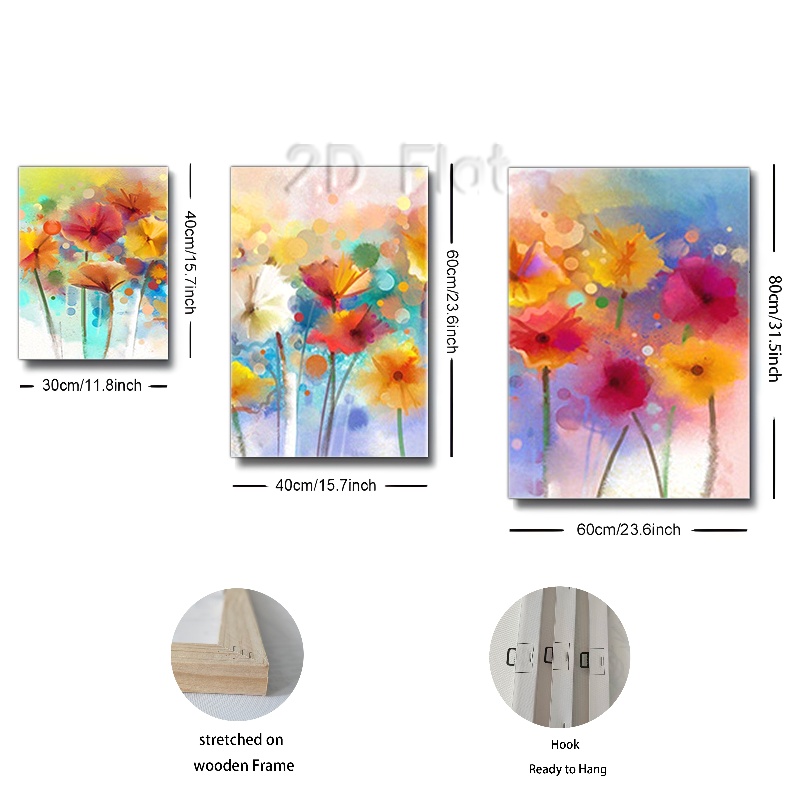 2D Flat
40cm/15.7inch
30cm/11.8inch
60cm/23.6inch
40cm/15.7inch
80cm/31.5inch
60cm/23.6inch
stretched on
wooden Frame
Hook
Ready to Hang